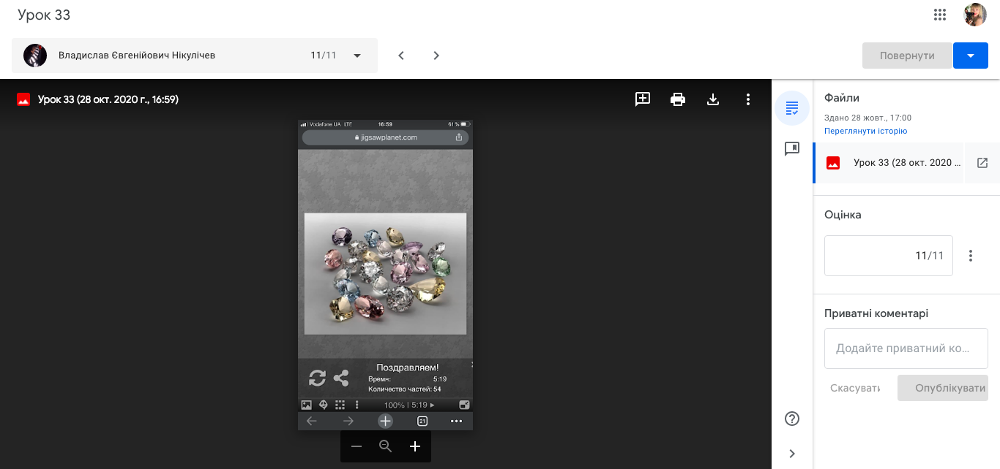 Урок 33
Владислав Євгенійович Нікулічев
11/11
Повернути
Урок 33 (28 окт. 2020 г., 16:59)
Vodafone UA LTE
16:59
61 %
jigsawplanet.com
Поздравляем!
Время: 5:19
Количество частей: 54
100% | 5:19
21
Файли
Здано 28 жовт., 17:00
Переглянути історію
Урок 33 (28 окт. 2020 ...
Оцінка
11/11
Приватні коментарі
Додайте приватний ко...
Скасувати
Опублікувати